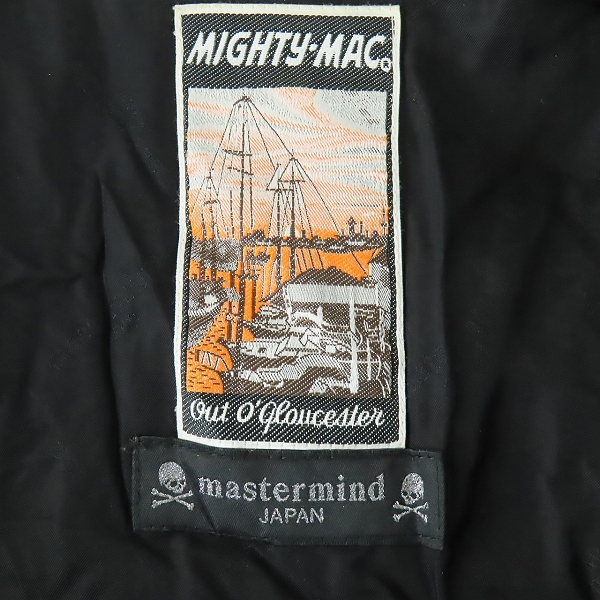 MIGHTY-MAC®
Out O'Gloucester
mastermind
JAPAN